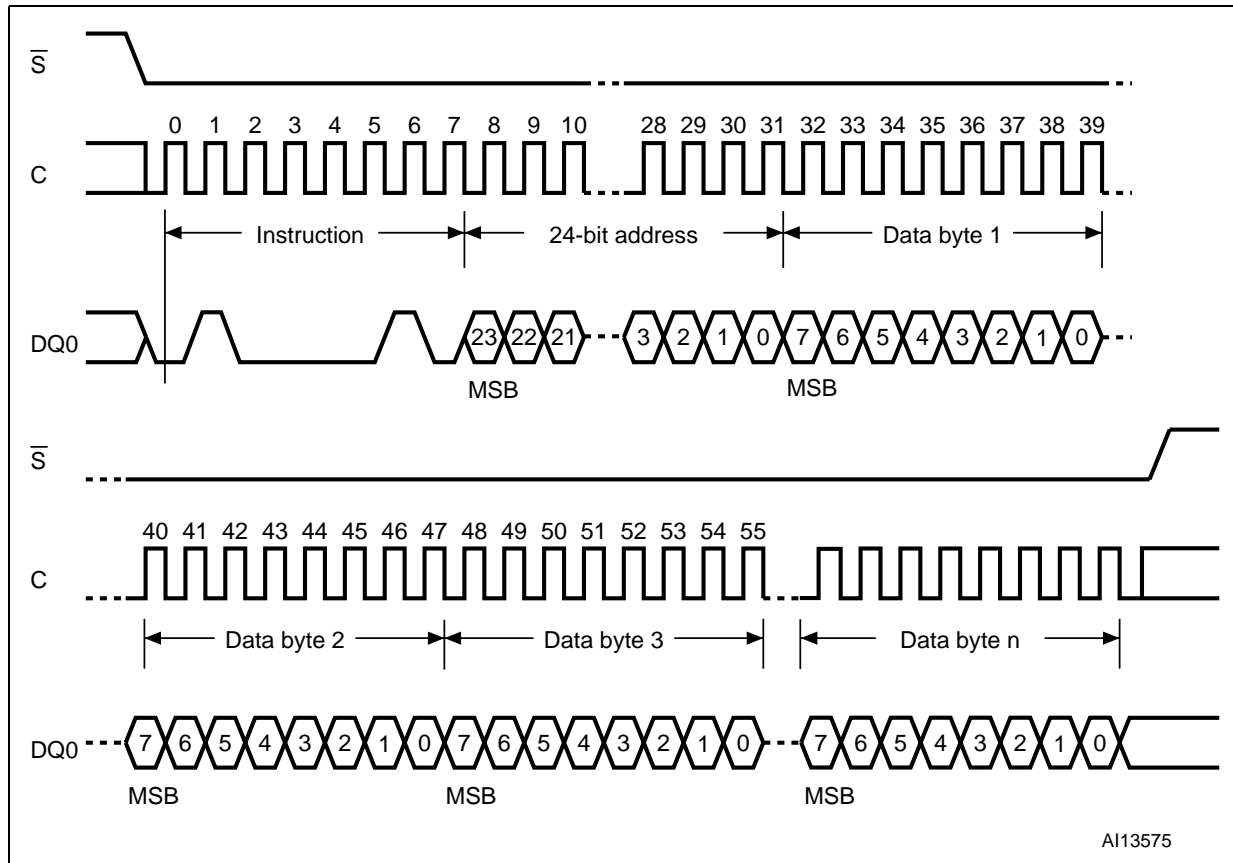 S̅
0 1 2 3 4 5 6 7 8 9 10 28 29 30 31 32 33 34 35 36 37 38 39
C
Instruction 24-bit address Data byte 1
DQ0 23 22 21 3 2 1 0 7 6 5 4 3 2 1 0
MSB MSB
S̅
40 41 42 43 44 45 46 47 48 49 50 51 52 53 54 55
C
Data byte 2 Data byte 3 Data byte n
DQ0 7 6 5 4 3 2 1 0 7 6 5 4 3 2 1 0 7 6 5 4 3 2 1 0
MSB MSB MSB
AI13575